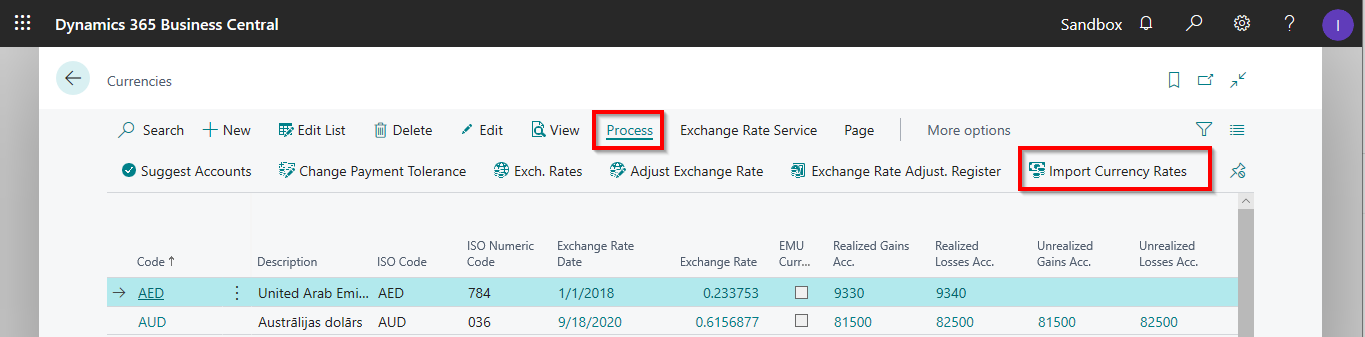 Dynamics 365 Business Central Sandbox ? I
Currencies
Search New Edit List Delete Edit View Process Exchange Rate Service Page More options
Suggest Accounts Change Payment Tolerance Exch. Rates Adjust Exchange Rate Exchange Rate Adjust. Register Import Currency Rates
Code ↑ Description ISO Code ISO Numeric Code Exchange Rate Date Exchange Rate EMU Curr... Realized Gains Acc. Realized Losses Acc. Unrealized Gains Acc. Unrealized Losses Acc.
AED United Arab Emi... AED 784 1/1/2018 0.233753 9330 9340
AUD Austrālijas dolārs AUD 036 9/18/2020 0.6156877 81500 82500 81500 82500